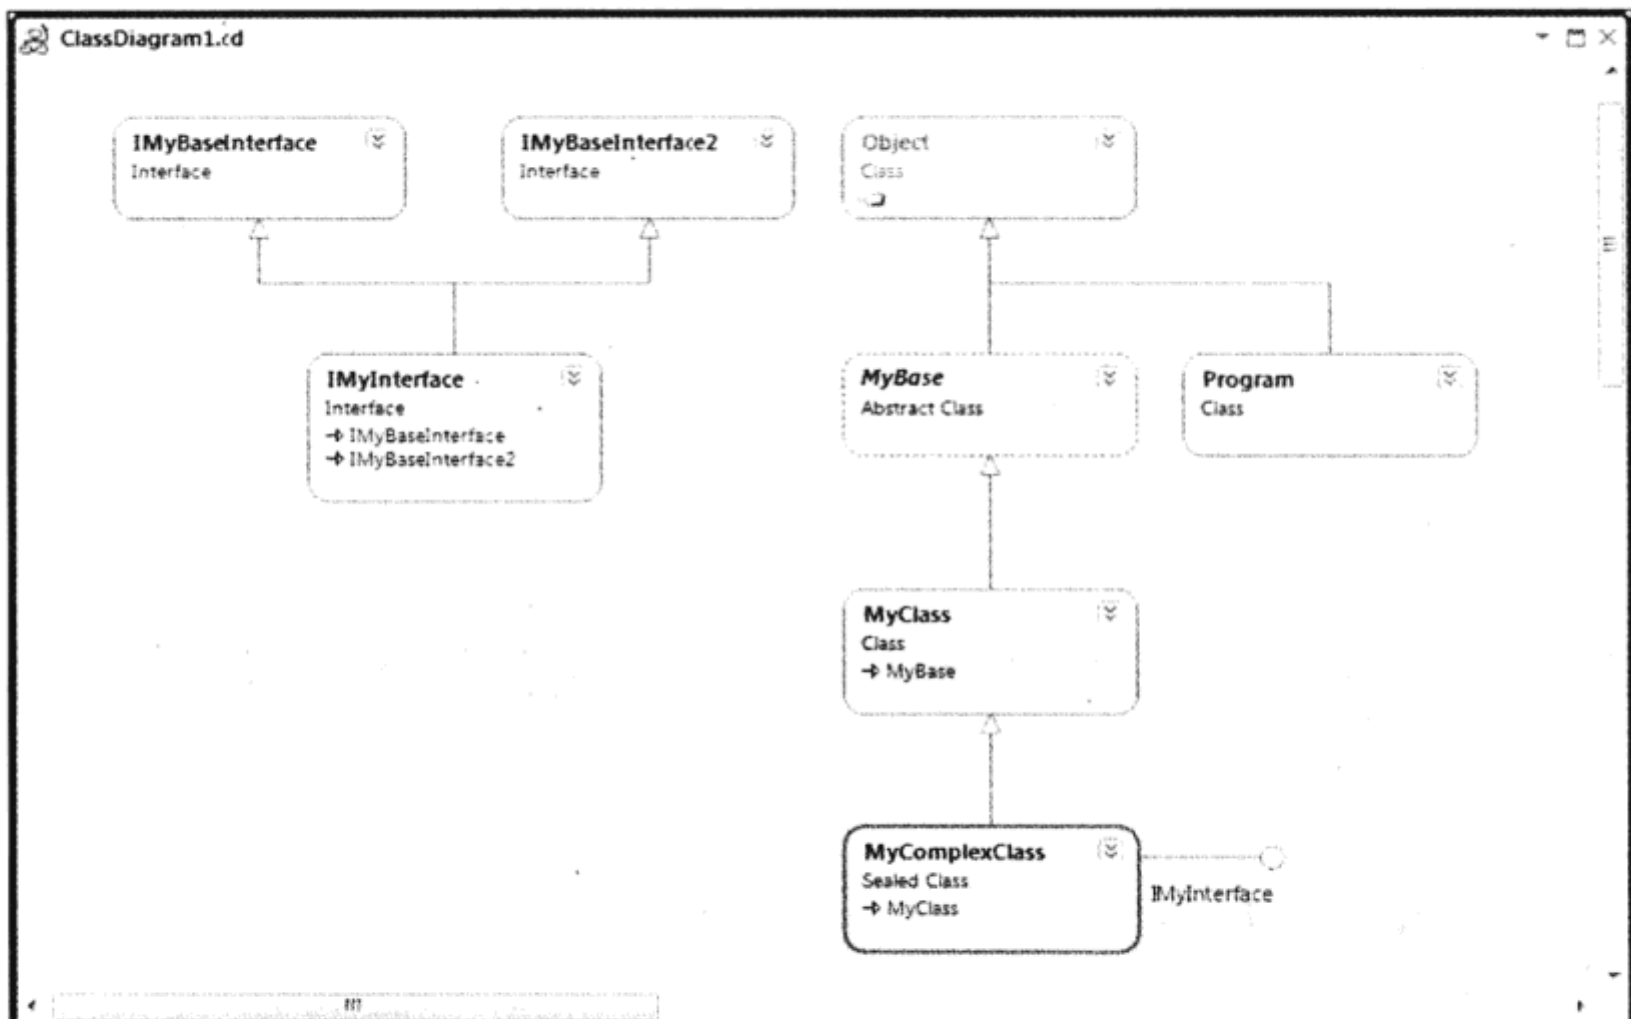 ClassDiagram1.cd
IMyBaseInterface
Interface
IMyBaseInterface2
Interface
Object
Class
IMyInterface
Interface
IMyBaseInterface
IMyBaseInterface2
MyBase
Abstract Class
Program
Class
MyClass
Class
MyBase
MyComplexClass
Sealed Class
MyClass
IMyInterface